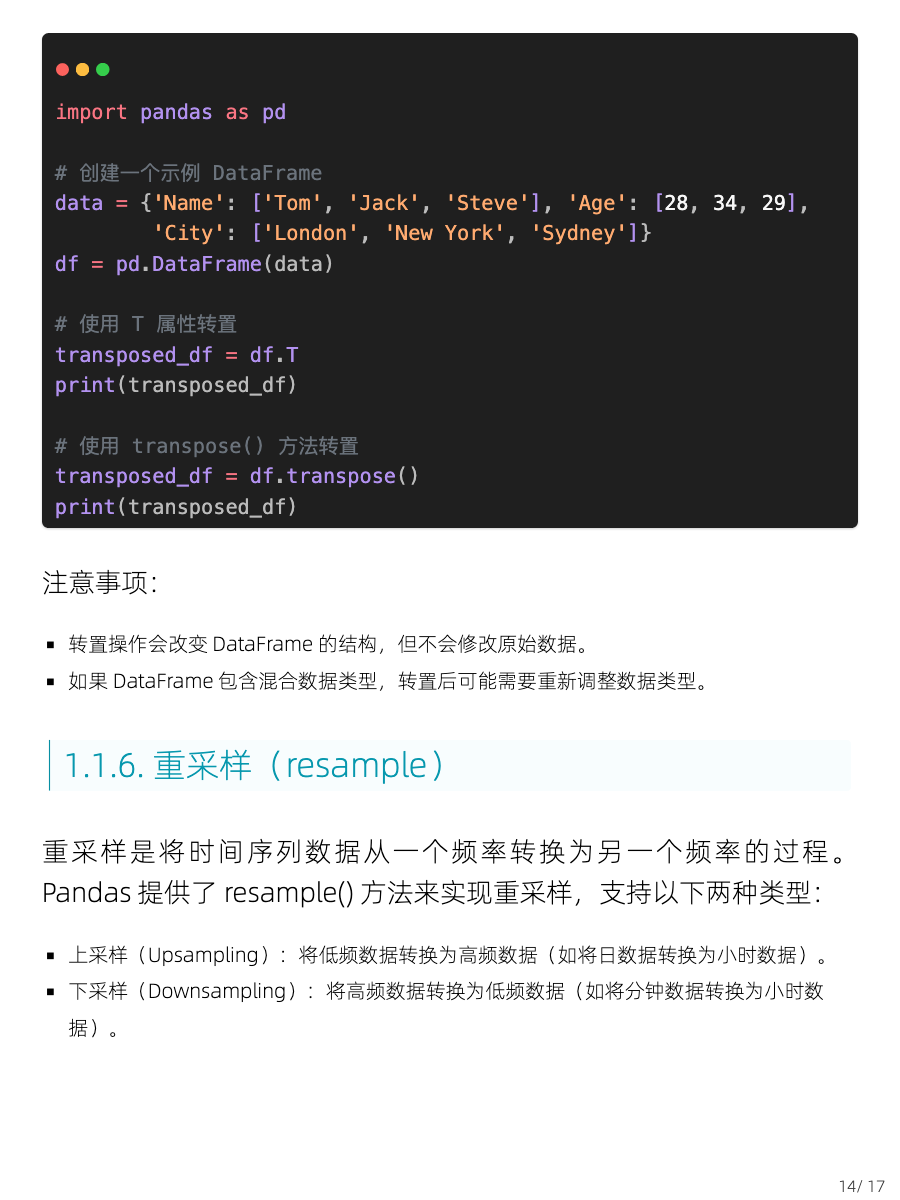 import pandas as pd
# 创建一个示例 DataFrame
data = {'Name': ['Tom', 'Jack', 'Steve'], 'Age': [28, 34, 29],
        'City': ['London', 'New York', 'Sydney']}
df = pd.DataFrame(data)
# 使用 T 属性转置
transposed_df = df.T
print(transposed_df)
# 使用 transpose() 方法转置
transposed_df = df.transpose()
print(transposed_df)
注意事项：
▪ 转置操作会改变 DataFrame 的结构，但不会修改原始数据。
▪ 如果 DataFrame 包含混合数据类型，转置后可能需要重新调整数据类型。
1.1.6. 重采样（resample）
重采样是将时间序列数据从一个频率转换为另一个频率的过程。
Pandas 提供了 resample() 方法来实现重采样，支持以下两种类型：
▪ 上采样（Upsampling）：将低频数据转换为高频数据（如将日数据转换为小时数据）。
▪ 下采样（Downsampling）：将高频数据转换为低频数据（如将分钟数据转换为小时数
据）。
14/ 17